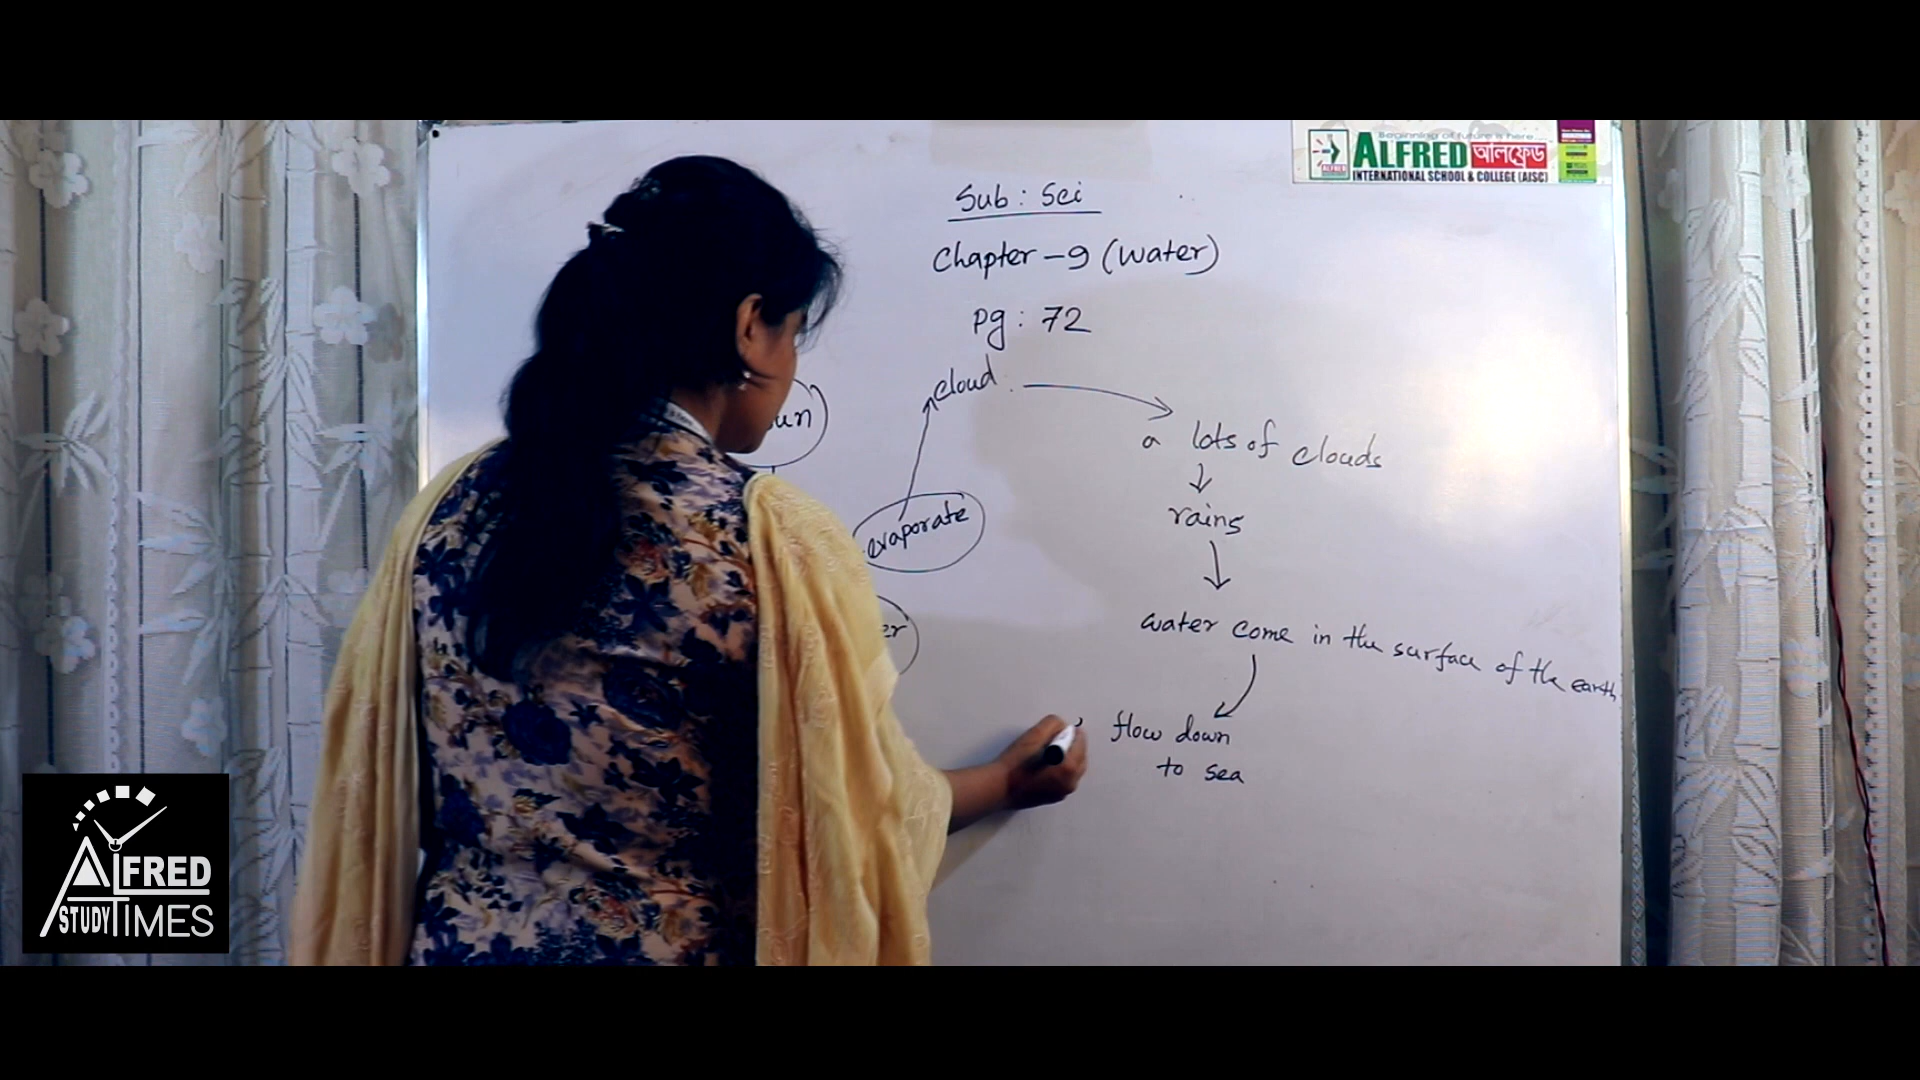 Beginning of future is here...
ALFRED আলফ্রেড
INTERNATIONAL SCHOOL & COLLEGE (AISC)
ALFRED
Sub : Sci
Chapter - 9 (Water)
pg : 72
cloud
a lots of clouds
evaporate
rains
water come in the surface of the earth
flow down
to sea
ALFRED
STUDY TIMES